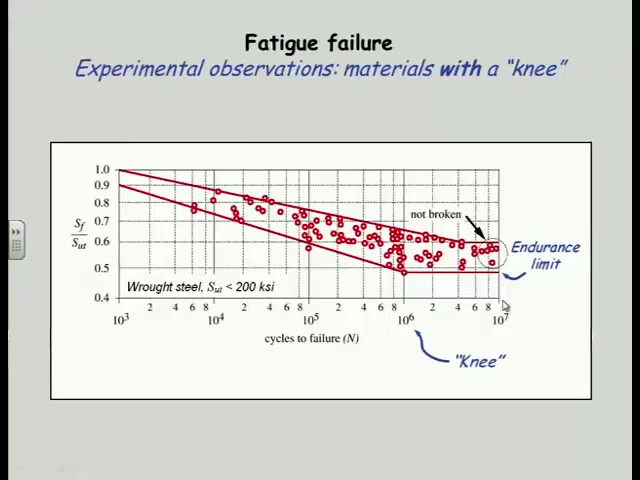 Fatigue failure
Experimental observations: materials with a “knee”
1.0
0.9
0.8
0.7
0.6
0.5
0.4
Sf
Sut
not broken
Endurance
limit
Wrought steel, Sut < 200 ksi
2 4 6 8 2 4 6 8 2 4 6 8 2 4 6 8
10³ 10⁴ 10⁵ 10⁶ 10⁷
cycles to failure (N)
“Knee”